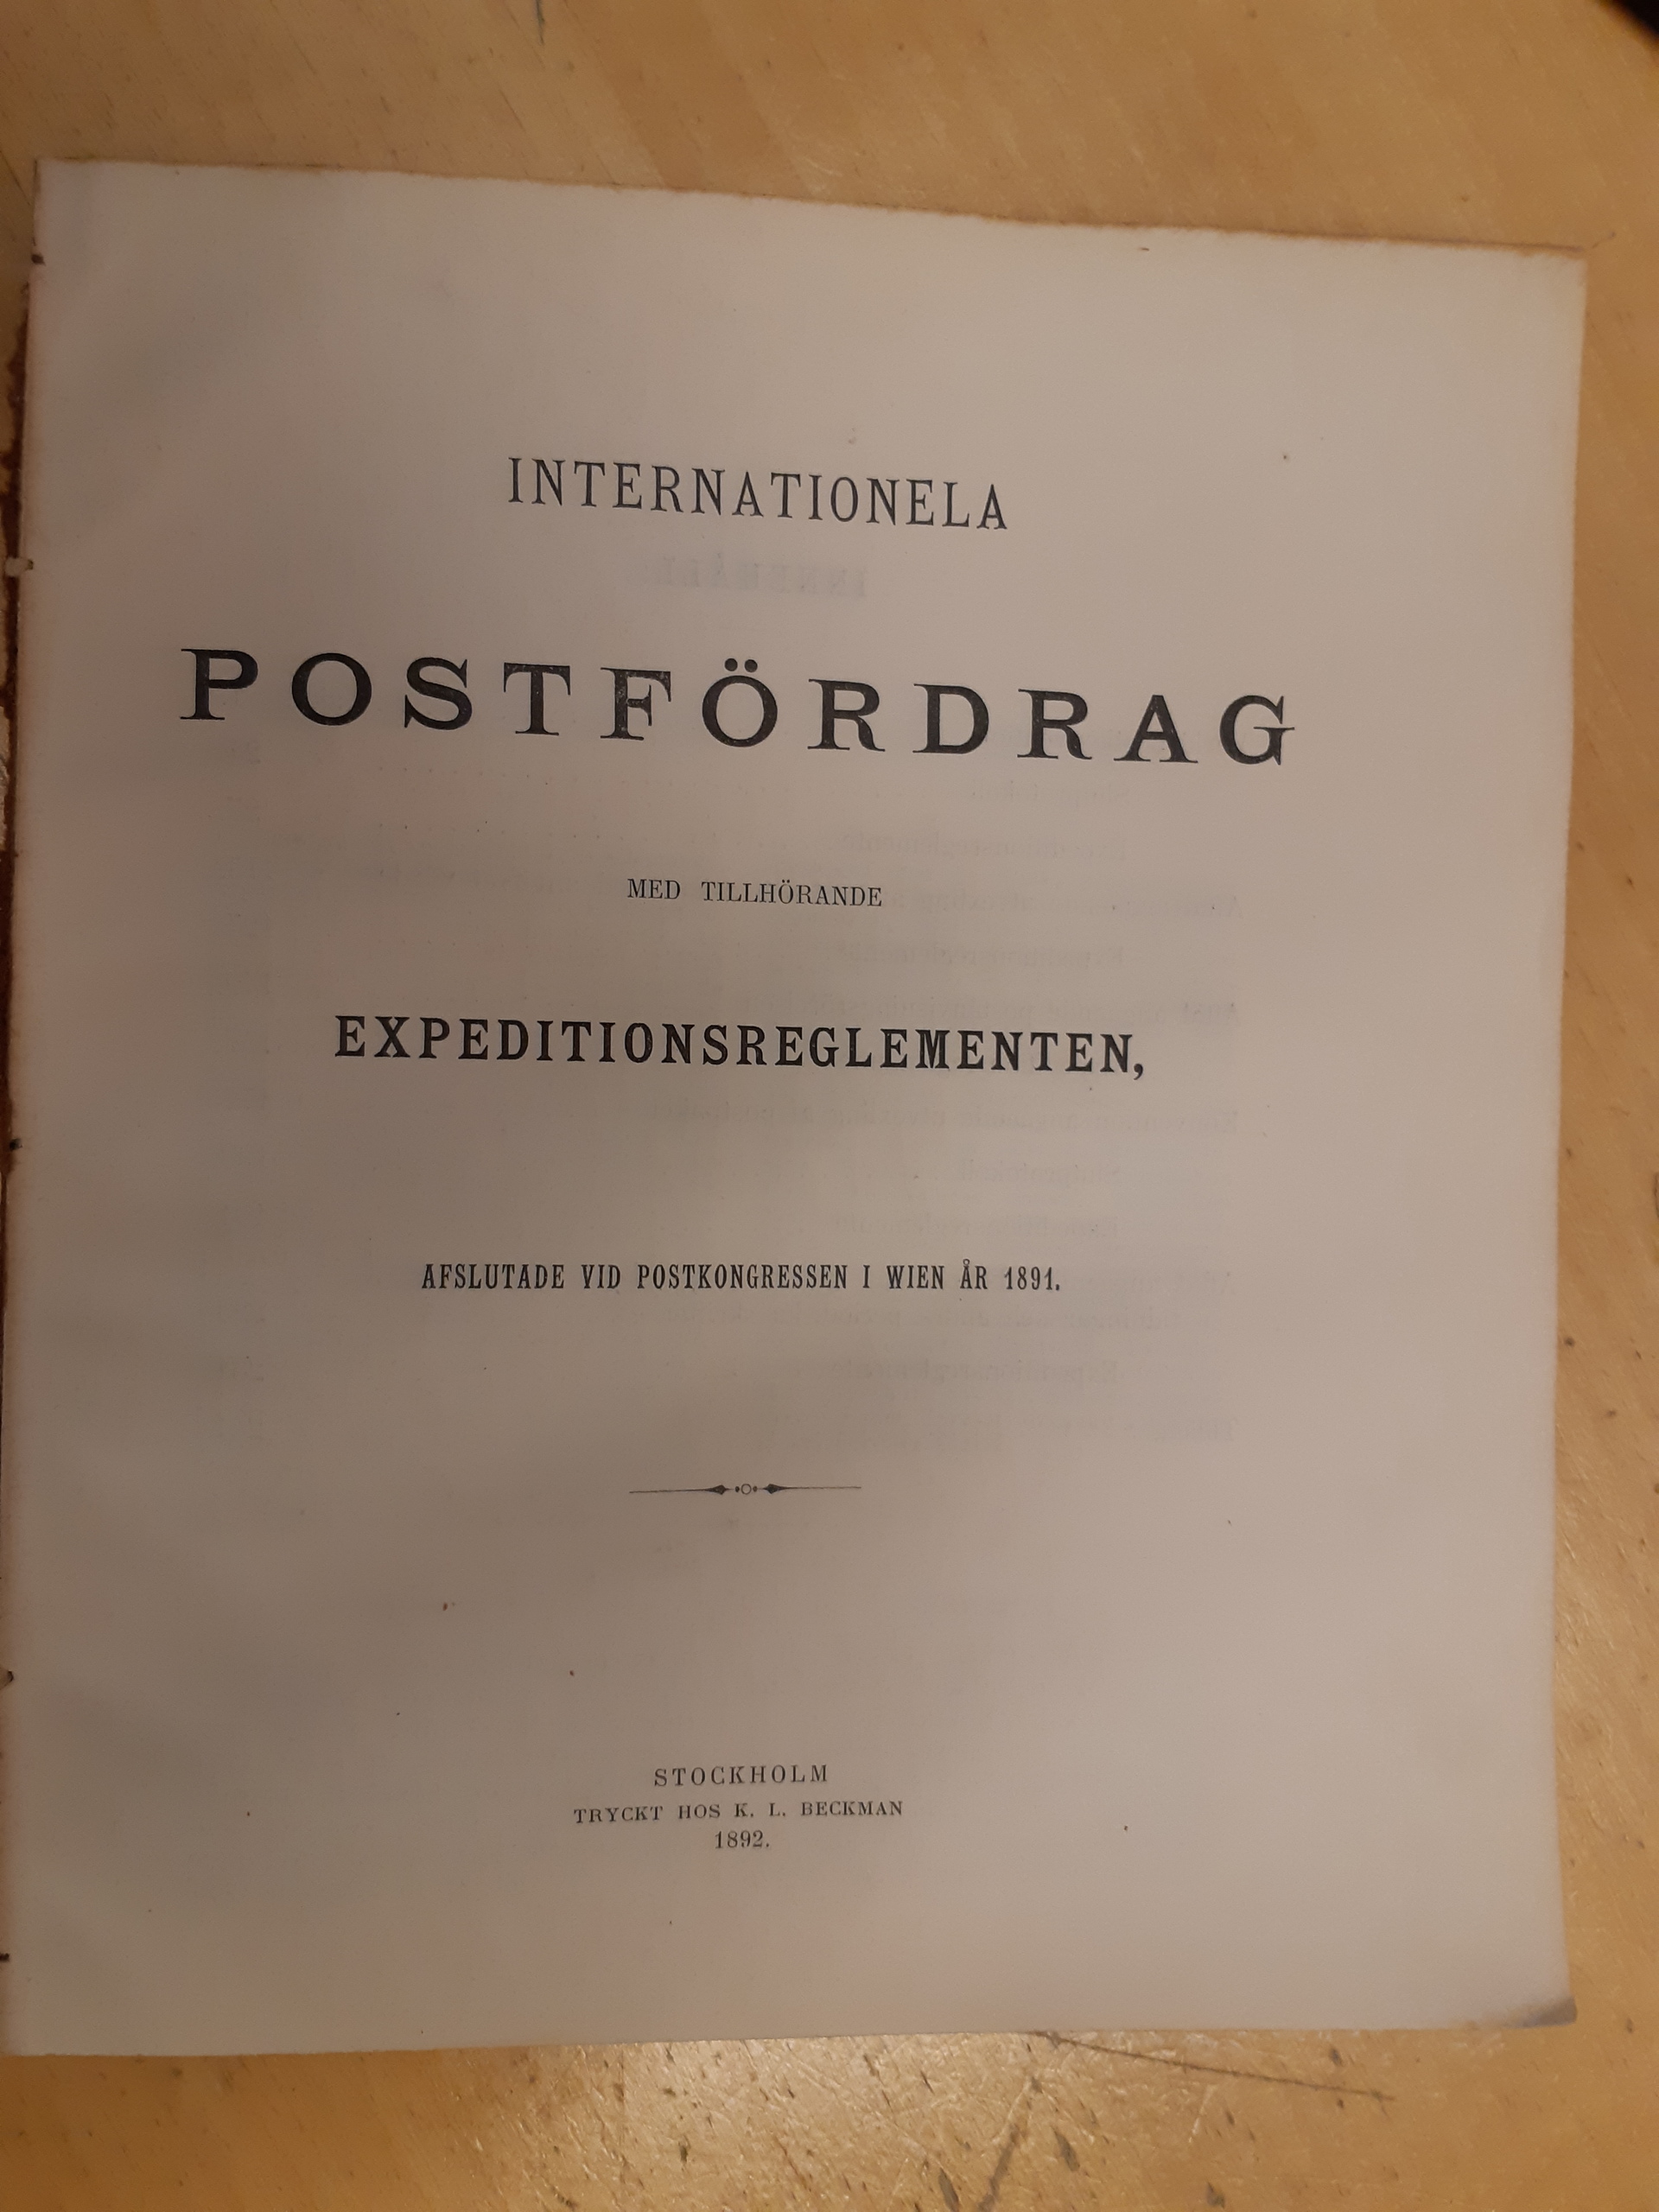 INTERNATIONELA
POSTFÖRDRAG
MED TILLHÖRANDE
EXPEDITIONSREGLEMENTEN,
AFSLUTADE VID POSTKONGRESSEN I WIEN ÅR 1891.
STOCKHOLM
TRYCKT HOS K. L. BECKMAN
1892.